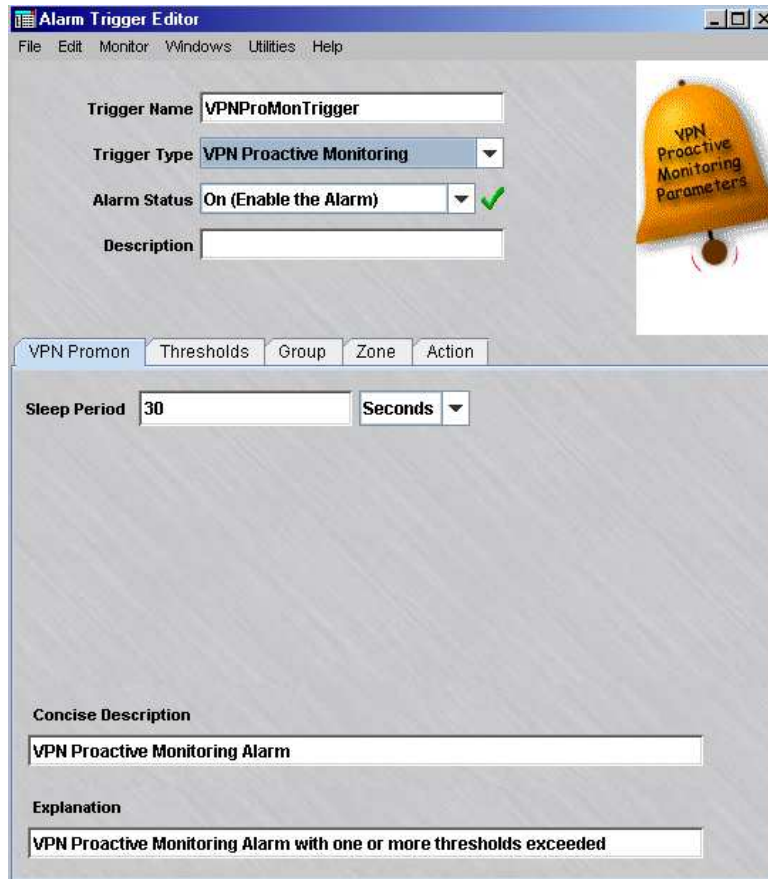 Alarm Trigger Editor
File Edit Monitor Windows Utilities Help
Trigger Name VPNProMonTrigger
Trigger Type VPN Proactive Monitoring
Alarm Status On (Enable the Alarm)
Description
VPN
Proactive
Monitoring
Parameters
VPN Promon Thresholds Group Zone Action
Sleep Period 30 Seconds
Concise Description
VPN Proactive Monitoring Alarm
Explanation
VPN Proactive Monitoring Alarm with one or more thresholds exceeded